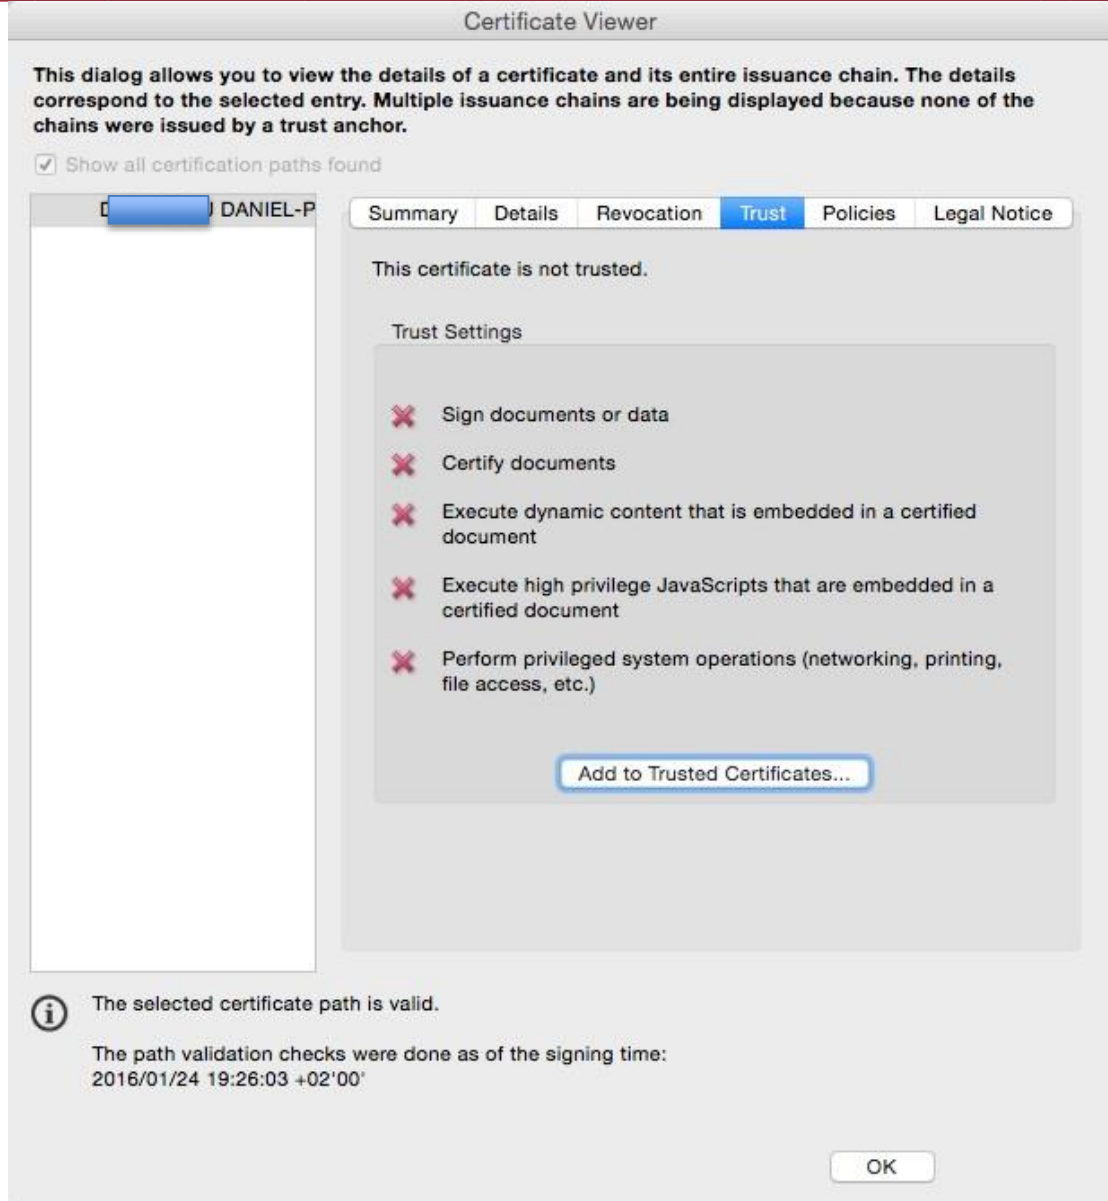 Certificate Viewer
This dialog allows you to view the details of a certificate and its entire issuance chain. The details
correspond to the selected entry. Multiple issuance chains are being displayed because none of the
chains were issued by a trust anchor.
Show all certification paths found
DANIEL-P
Summary Details Revocation Trust Policies Legal Notice
This certificate is not trusted.
Trust Settings
Sign documents or data
Certify documents
Execute dynamic content that is embedded in a certified
document
Execute high privilege JavaScripts that are embedded in a
certified document
Perform privileged system operations (networking, printing,
file access, etc.)
Add to Trusted Certificates...
The selected certificate path is valid.
The path validation checks were done as of the signing time:
2016/01/24 19:26:03 +02'00'
OK